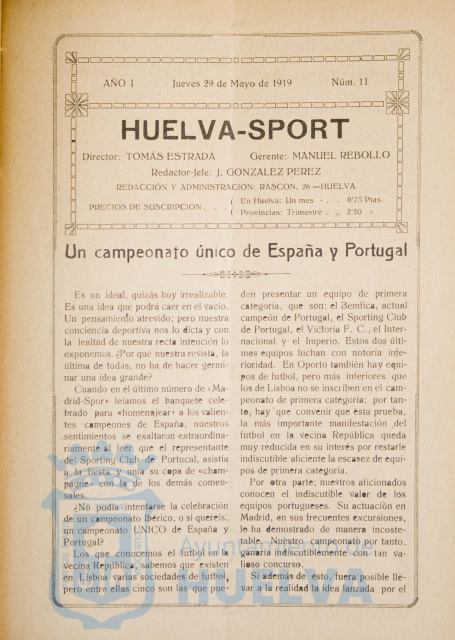 AÑO I Jueves 29 de Mayo de 1919 Núm. 11
HUELVA-SPORT
Director: TOMÁS ESTRADA Gerente: MANUEL REBOLLO
Redactor-Jefe: J. GONZALEZ PEREZ
REDACCIÓN Y ADMINISTRACIÓN: RASCON, 26 —HUELVA
PRECIOS DE SUSCRIPCION . . . ( En Huelva: Un mes . . . 0'75 Ptas.
( Provincias: Trimestre . . 2'50 »
Un campeonato único de España y Portugal
Es un ideal, quizás hoy irrealizable.
Es una idea que podrá caer en el vacío.
Un pensamiento atrevido; pero nuestra
conciencia deportiva nos lo dicta y con
la lealtad de nuestra recta intención lo
exponemos. ¿Por qué nuestra revista, la
última de todas, no ha de hacer germi-
nar una idea grande?
Cuando en el último número de «Ma-
drid-Spor» leíamos el banquete cele-
brado para «homenajear» a los valien-
tes campeones de España, nuestros
sentimientos se exaltaron extraordina-
riamente al leer que el representante
del Sporting Club de Portucal, asistía
a la fiesta y unía su copa de «cham-
pagne» con la de los demás comen-
sales.
¿No podía intentarse la celebración
de un campeonato Ibérico, o si quereis,
un campeonato UNICO de España y
Portugal?
Los que conocemos el futbol en la
vecina República, sabemos que existen
en Lisboa varias sociedades de futbol,
pero entre ellas cinco son las que pue-
den presentar un equipo de primera
categoría, que son: el Bemfica, actual
campeón de Portugal, el Sporting Club
de Portugal, el Victoria F. C., el Inter-
nacional y el Imperio. Estos dos últi-
mos equipos luchan con notoria infe-
rioridad. En Oporto también hay equi-
pos de futbol, pero más inferiores que
los de Lisboa no se inscriben en el cam-
peonato de primera categoría; por tan-
to, hay que convenir que ésta prueba,
la más importante manifestación del
futbol en la vecina República queda
muy reducida en su interés por restarle
indiscutible aliciente la escasez de equi-
pos de primera categoría.
Por otra parte; nuestros aficionados
conocen el indiscutible valor de los
equipos portugueses. Su actuación en
Madrid, en sus frecuentes excursiones,
lo ha demostrado de manera incoste-
table. Nuestro campeonato por tanto,
ganaría indiscutiblemente con tan va-
lioso concurso.
Si además de esto, fuera posible lle-
var a la realidad la idea lanzada por el
Ayuntamiento de
HUELVA